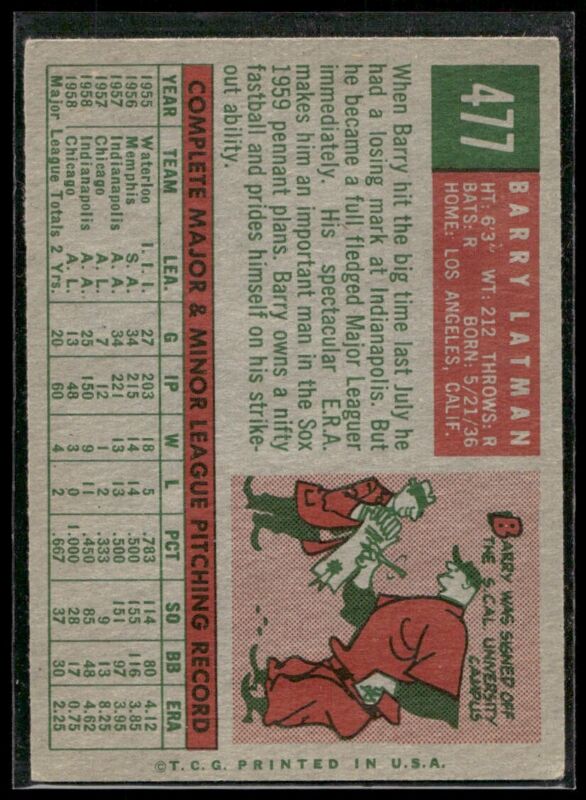 477
BARRY LATMAN
HT: 6'3" WT: 212 THROWS: R
BATS: R BORN: 5/21/36
HOME: LOS ANGELES, CALIF.
When Barry hit the big time last July he
had a losing mark at Indianapolis. But
he became a full fledged Major Leaguer
immediately. His spectacular E.R.A.
makes him an important man in the Sox
1959 pennant plans. Barry owns a nifty
fastball and prides himself on his strike-
out ability.
BARRY WAS SIGNED OFF
THE S. CAL. UNIVERSITY
CAMPUS
COMPLETE MAJOR & MINOR LEAGUE PITCHING RECORD
YEAR TEAM LEA. G IP W L PCT SO BB ERA
1955 Waterloo I. I. I. 27 203 18 5 .783 114 80 4.12
1956 Memphis S. A. 34 215 14 14 .500 155 116 3.85
1957 Indianapolis A. A. 34 221 13 13 .500 151 97 3.95
1957 Chicago A. L. 7 12 1 2 .333 9 13 8.25
1958 Indianapolis A. A. 25 150 9 11 .450 85 48 4.62
1958 Chicago A. L. 13 48 3 0 1.000 28 17 0.75
Major League Totals 2 Yrs. 20 60 4 2 .667 37 30 2.25
©T.C.G. PRINTED IN U.S.A.